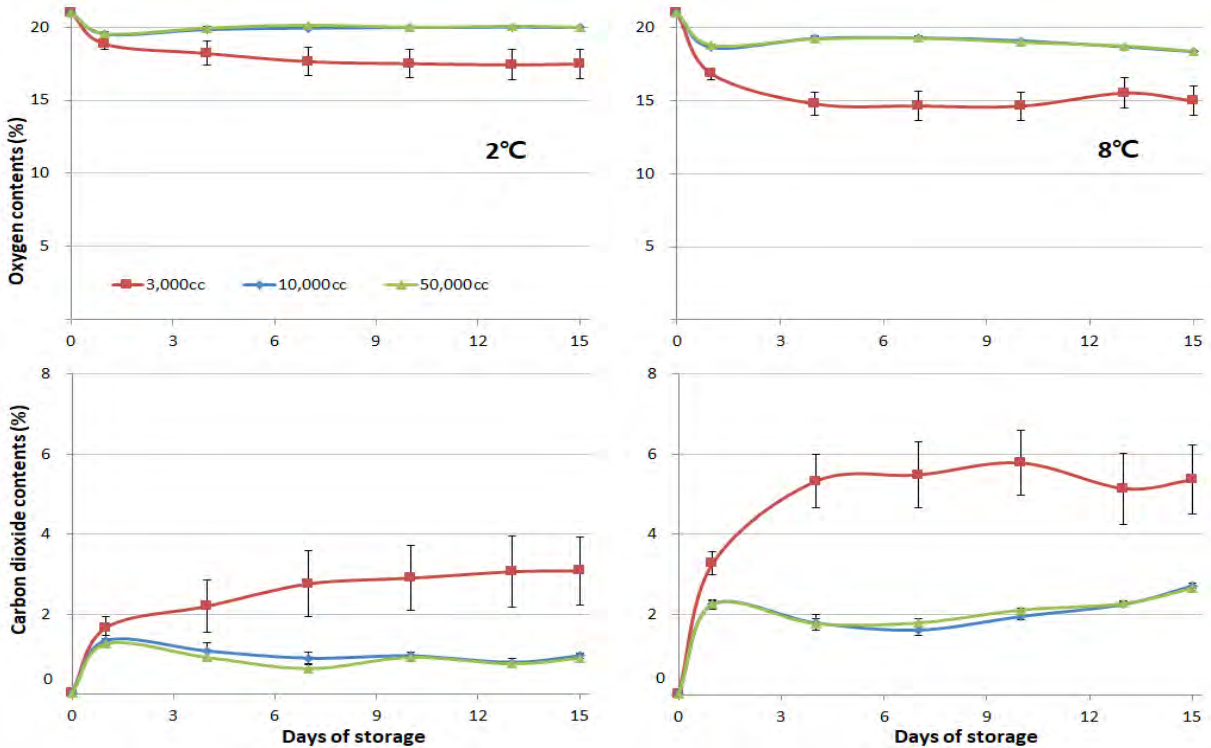 Oxygen contents (%)
20
15
10
5
2℃
3,000cc 10,000cc 50,000cc
0 3 6 9 12 15
20
15
10
5
8℃
0 3 6 9 12 15
Carbon dioxide contents (%)
8
6
4
2
0
0 3 6 9 12 15
Days of storage
8
6
4
2
0
0 3 6 9 12 15
Days of storage